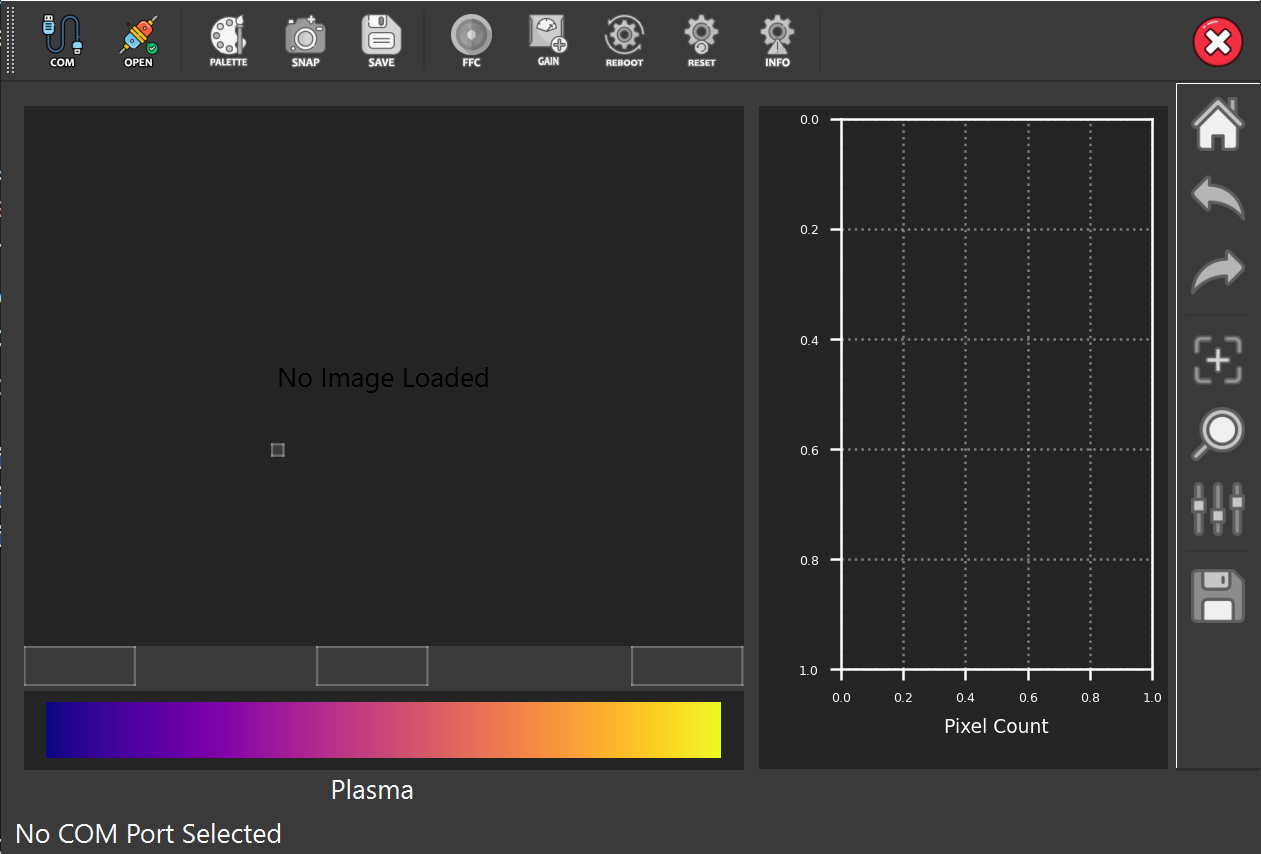 COM OPEN PALETTE SNAP SAVE FFC GAIN REBOOT RESET INFO
No Image Loaded
0.0
0.2
0.4
0.6
0.8
1.0
0.0 0.2 0.4 0.6 0.8 1.0
Pixel Count
Plasma
No COM Port Selected